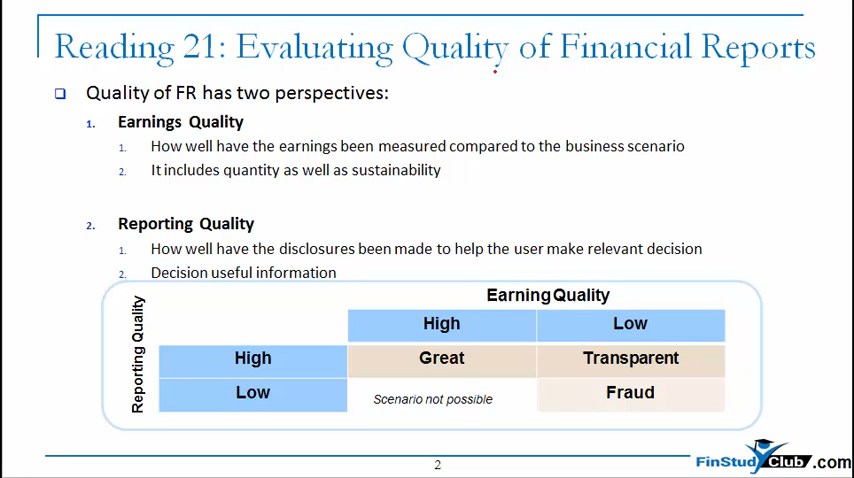 Reading 21: Evaluating Quality of Financial Reports
Quality of FR has two perspectives:
1. Earnings Quality
1. How well have the earnings been measured compared to the business scenario
2. It includes quantity as well as sustainability
2. Reporting Quality
1. How well have the disclosures been made to help the user make relevant decision
2. Decision useful information
Reporting Quality
Earning Quality
High Low
High Great Transparent
Low Scenario not possible Fraud
2
FinStudyClub.com